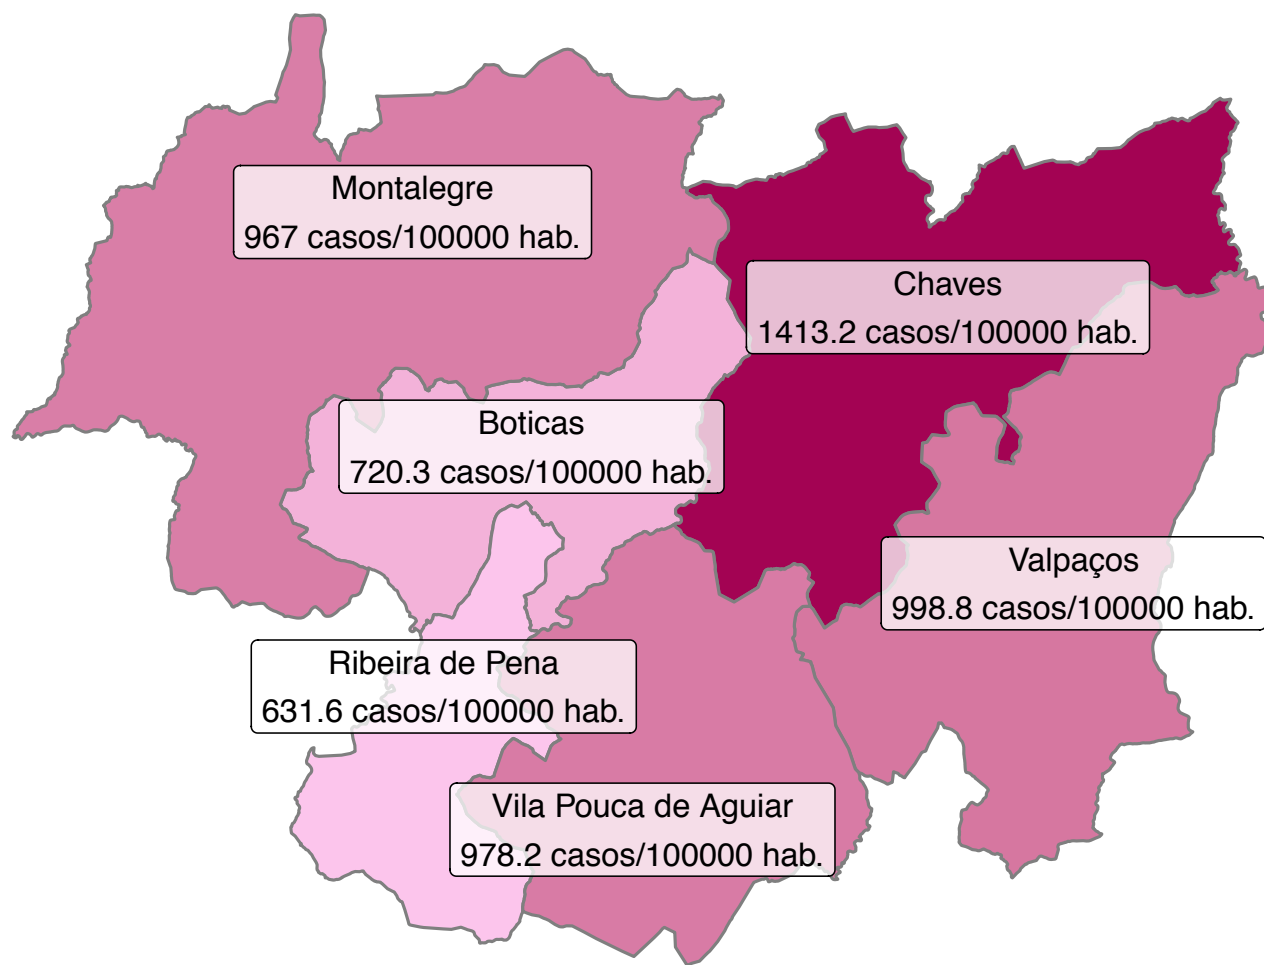 Montalegre
967 casos/100000 hab.
Chaves
1413.2 casos/100000 hab.
Boticas
720.3 casos/100000 hab.
Valpaços
998.8 casos/100000 hab.
Ribeira de Pena
631.6 casos/100000 hab.
Vila Pouca de Aguiar
978.2 casos/100000 hab.